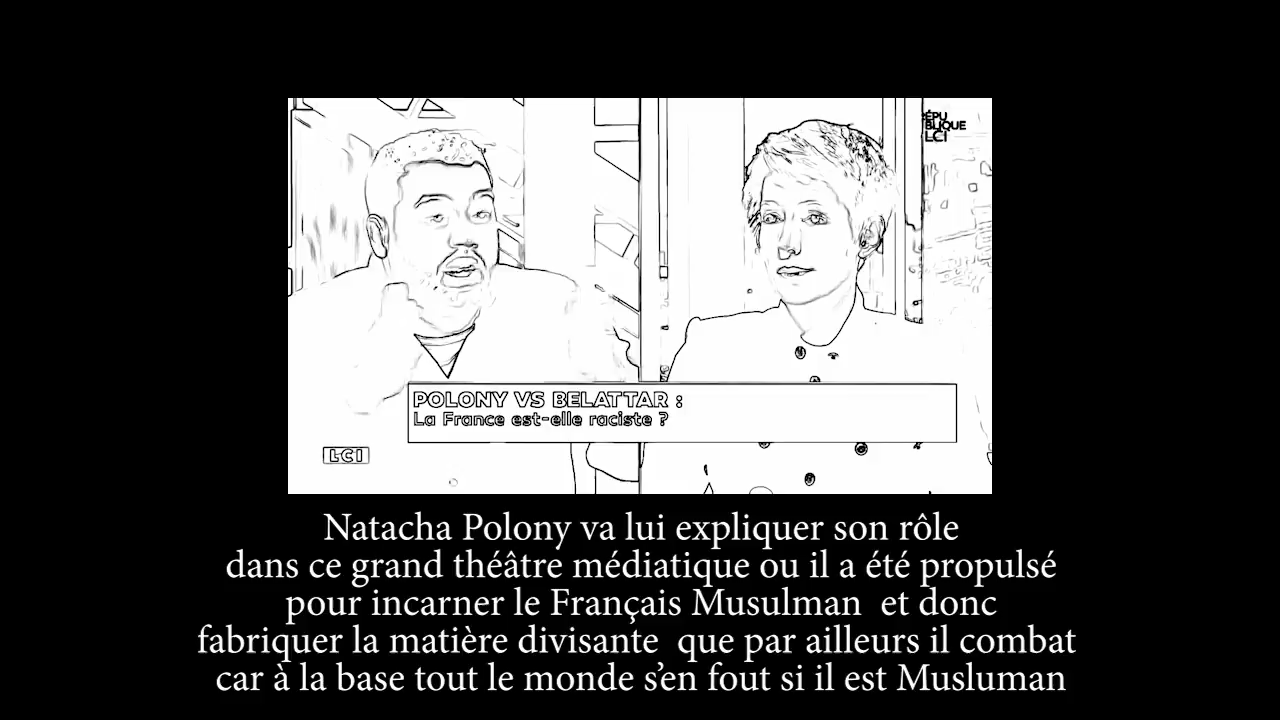 ÉPU
BLIQUE
LCI
POLONY VS BELATTAR :
La France est-elle raciste ?
LCI
Natacha Polony va lui expliquer son rôle
dans ce grand théâtre médiatique ou il a été propulsé
pour incarner le Français Musulman et donc
fabriquer la matière divisante que par ailleurs il combat
car à la base tout le monde s'en fout si il est Musluman